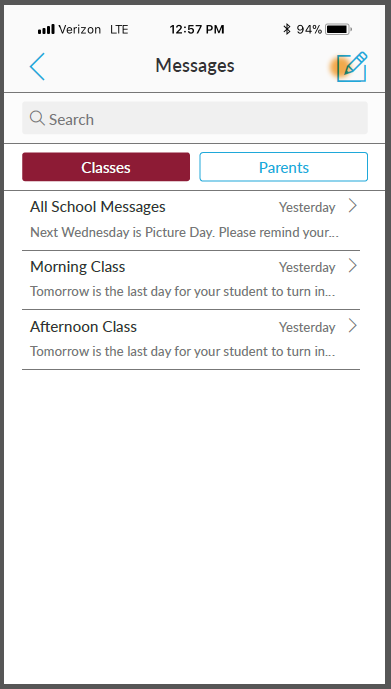 Verizon LTE 12:57 PM 94%
Messages
Search
Classes Parents
All School Messages Yesterday
Next Wednesday is Picture Day. Please remind your...
Morning Class Yesterday
Tomorrow is the last day for your student to turn in...
Afternoon Class Yesterday
Tomorrow is the last day for your student to turn in...